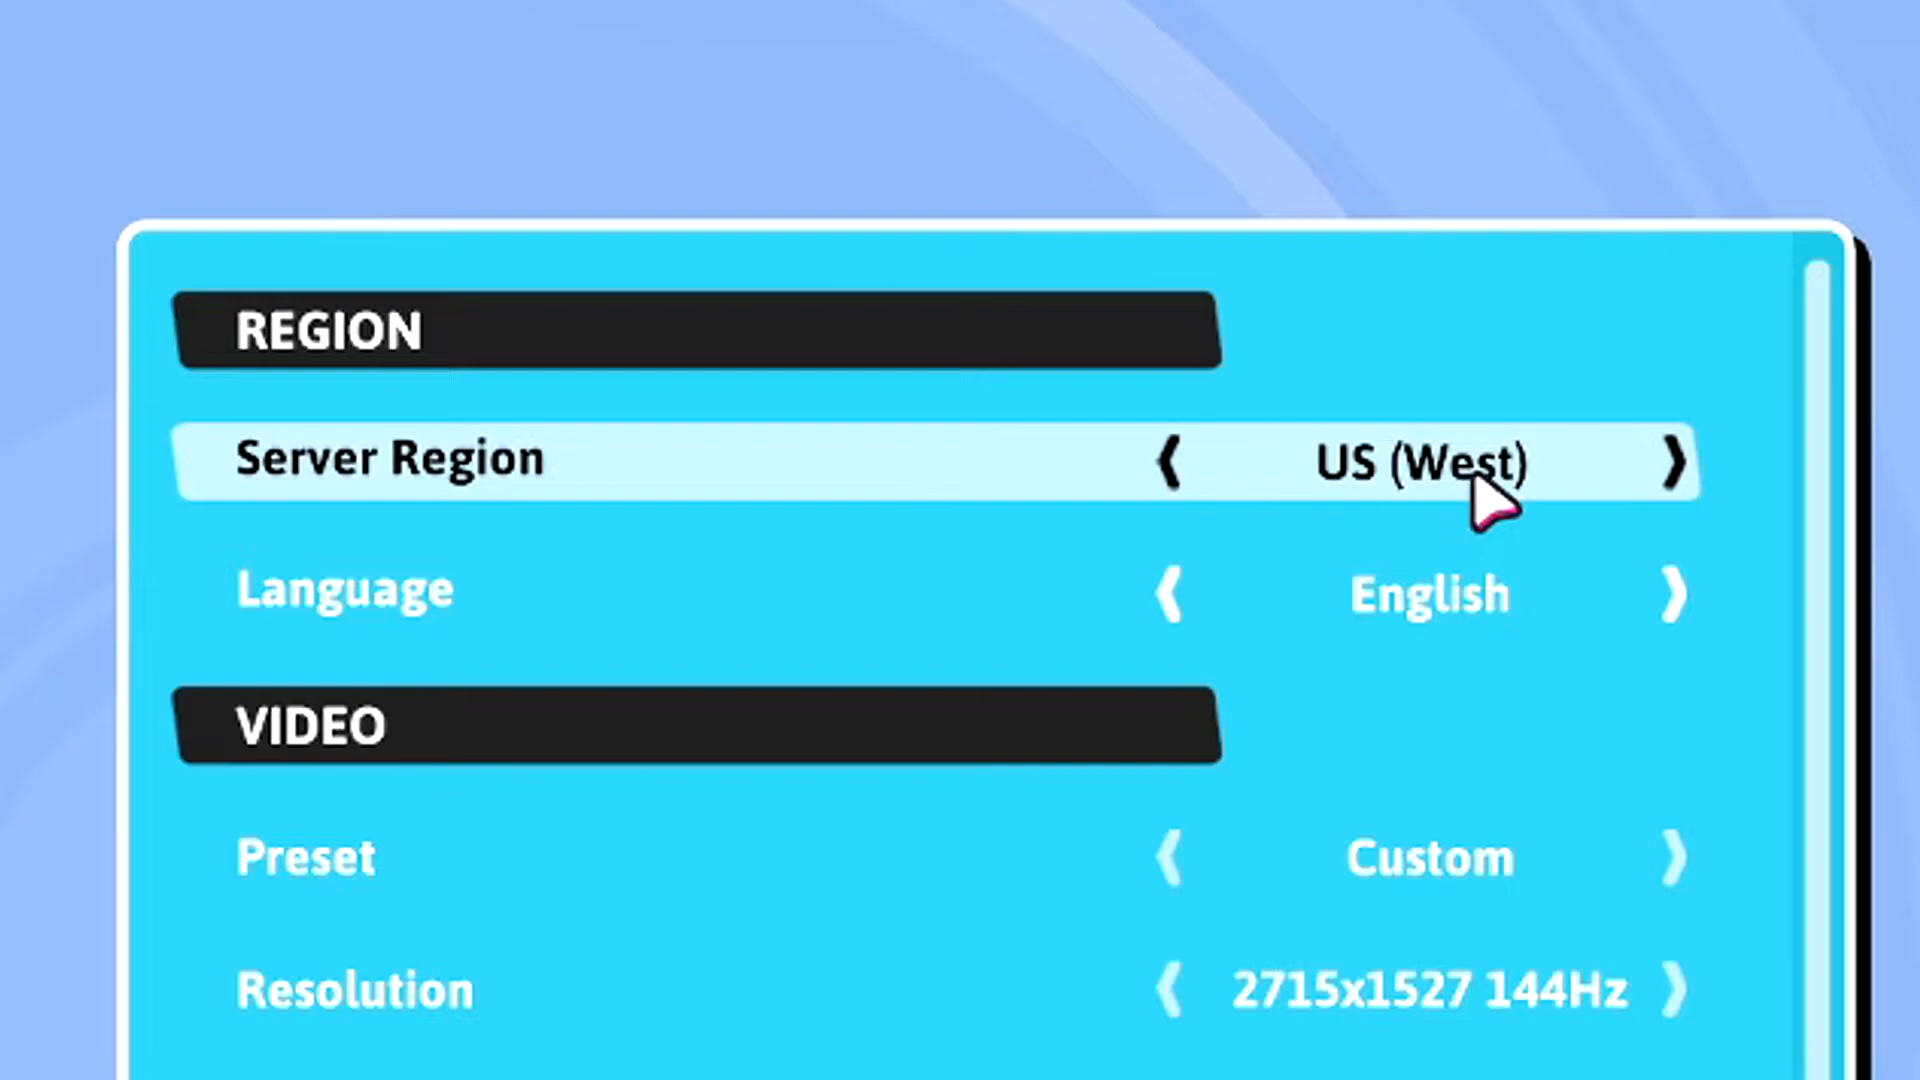 REGION
Server Region US (West)
Language English
VIDEO
Preset Custom
Resolution 2715x1527 144Hz